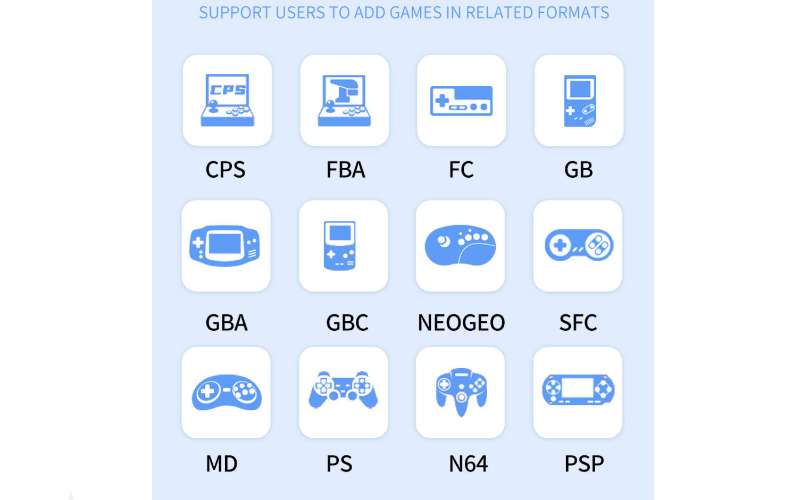 SUPPORT USERS TO ADD GAMES IN RELATED FORMATS
CPS
CPS FBA FC GB
GBA GBC NEOGEO SFC
MD PS N64 PSP